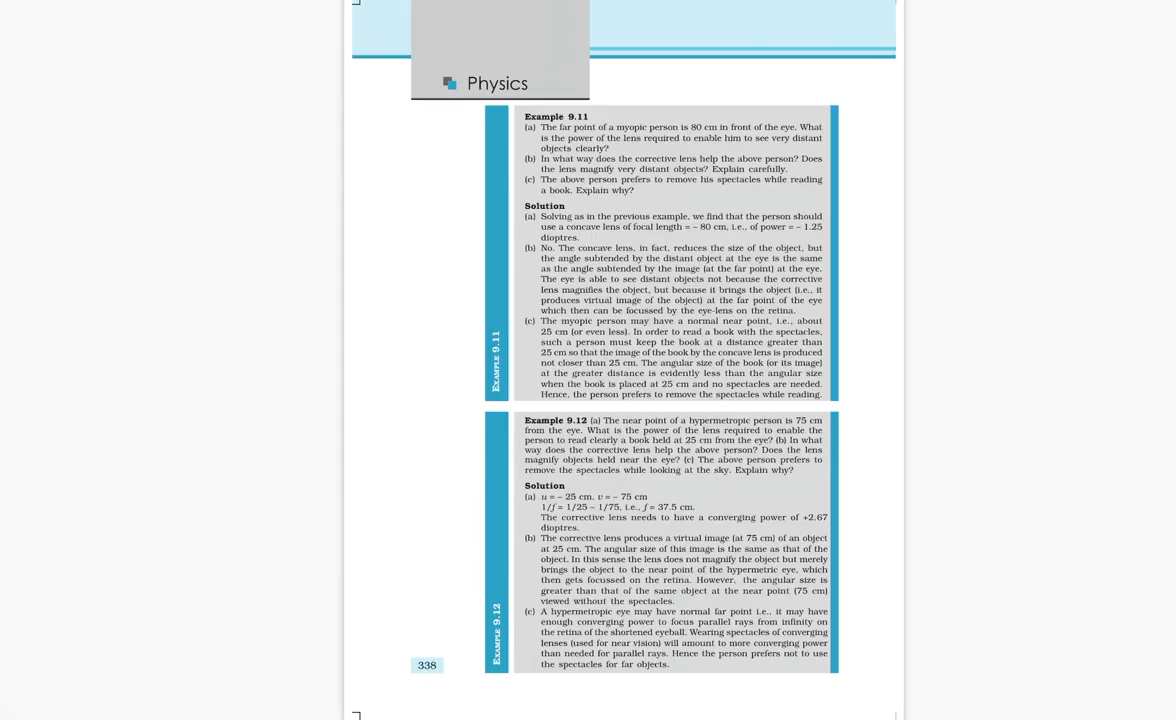 Physics
Example 9.11
(a) The far point of a myopic person is 80 cm in front of the eye. What
is the power of the lens required to enable him to see very distant
objects clearly?
(b) In what way does the corrective lens help the above person? Does
the lens magnify very distant objects? Explain carefully.
(c) The above person prefers to remove his spectacles while reading
a book. Explain why?
Solution
(a) Solving as in the previous example, we find that the person should
use a concave lens of focal length = – 80 cm, i.e., of power = – 1.25
dioptres.
(b) No. The concave lens, in fact, reduces the size of the object, but
the angle subtended by the distant object at the eye is the same
as the angle subtended by the image (at the far point) at the eye.
The eye is able to see distant objects not because the corrective
lens magnifies the object, but because it brings the object (i.e., it
produces virtual image of the object) at the far point of the eye
which then can be focussed by the eye-lens on the retina.
(c) The myopic person may have a normal near point, i.e., about
25 cm (or even less). In order to read a book with the spectacles,
such a person must keep the book at a distance greater than
25 cm so that the image of the book by the concave lens is produced
not closer than 25 cm. The angular size of the book (or its image)
at the greater distance is evidently less than the angular size
when the book is placed at 25 cm and no spectacles are needed.
Hence, the person prefers to remove the spectacles while reading.
EXAMPLE 9.11
Example 9.12 (a) The near point of a hypermetropic person is 75 cm
from the eye. What is the power of the lens required to enable the
person to read clearly a book held at 25 cm from the eye? (b) In what
way does the corrective lens help the above person? Does the lens
magnify objects held near the eye? (c) The above person prefers to
remove the spectacles while looking at the sky. Explain why?
Solution
(a) u = – 25 cm, v = – 75 cm
1/f = 1/25 – 1/75, i.e., f = 37.5 cm.
The corrective lens needs to have a converging power of +2.67
dioptres.
(b) The corrective lens produces a virtual image (at 75 cm) of an object
at 25 cm. The angular size of this image is the same as that of the
object. In this sense the lens does not magnify the object but merely
brings the object to the near point of the hypermetric eye, which
then gets focussed on the retina. However, the angular size is
greater than that of the same object at the near point (75 cm)
viewed without the spectacles.
(c) A hypermetropic eye may have normal far point i.e., it may have
enough converging power to focus parallel rays from infinity on
the retina of the shortened eyeball. Wearing spectacles of converging
lenses (used for near vision) will amount to more converging power
than needed for parallel rays. Hence the person prefers not to use
the spectacles for far objects.
EXAMPLE 9.12
338